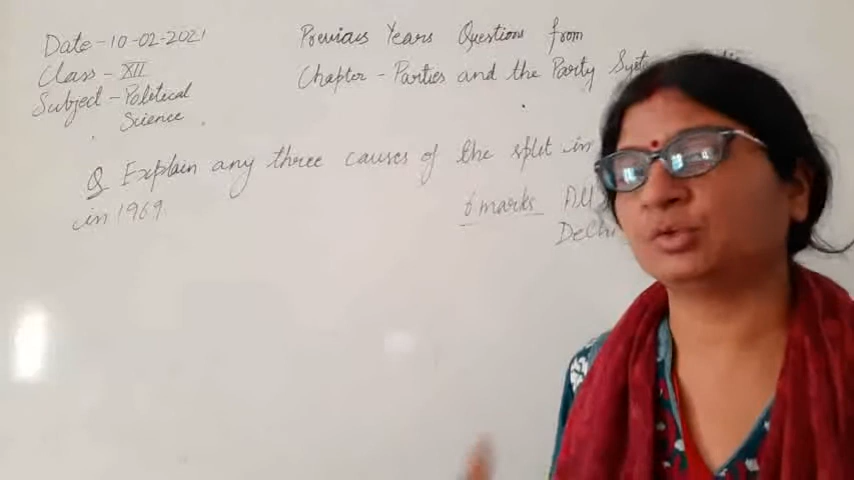 Date-10-02-2021
Class - XII
Subject - Political
Science
Previous Years Questions from
Chapter - Parties and the Party
Q Explain any three causes of the split in
in 1969
6 marks